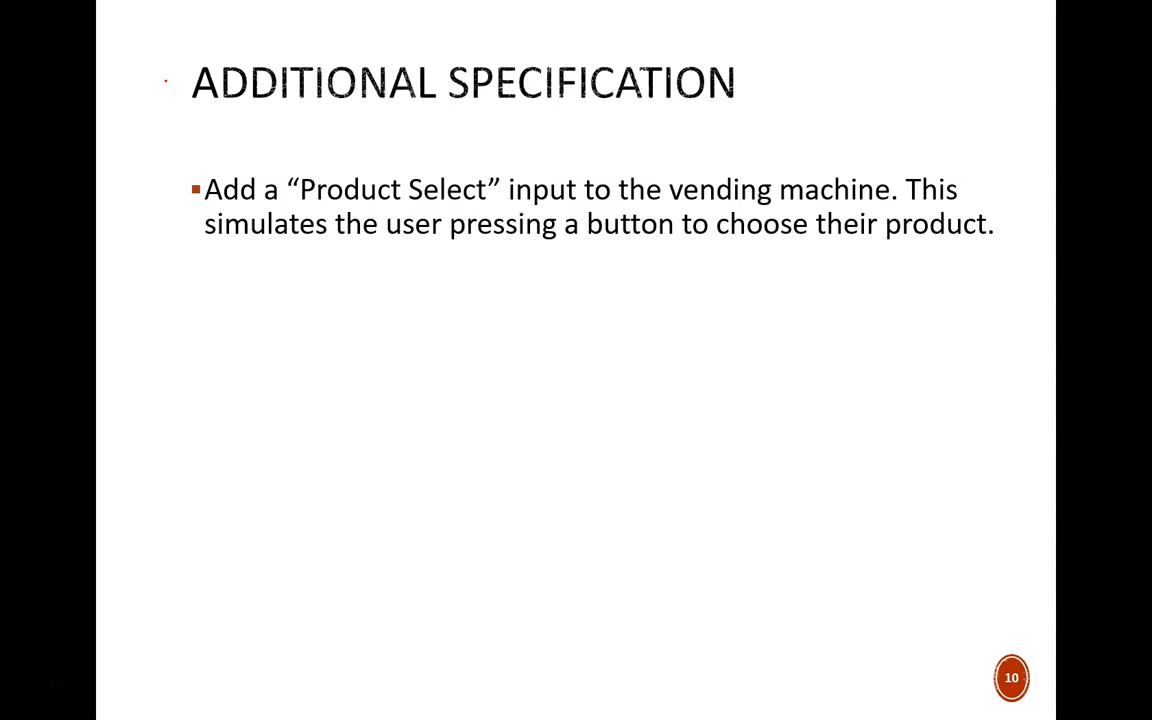 ADDITIONAL SPECIFICATION
▪Add a “Product Select” input to the vending machine. This
simulates the user pressing a button to choose their product.
10